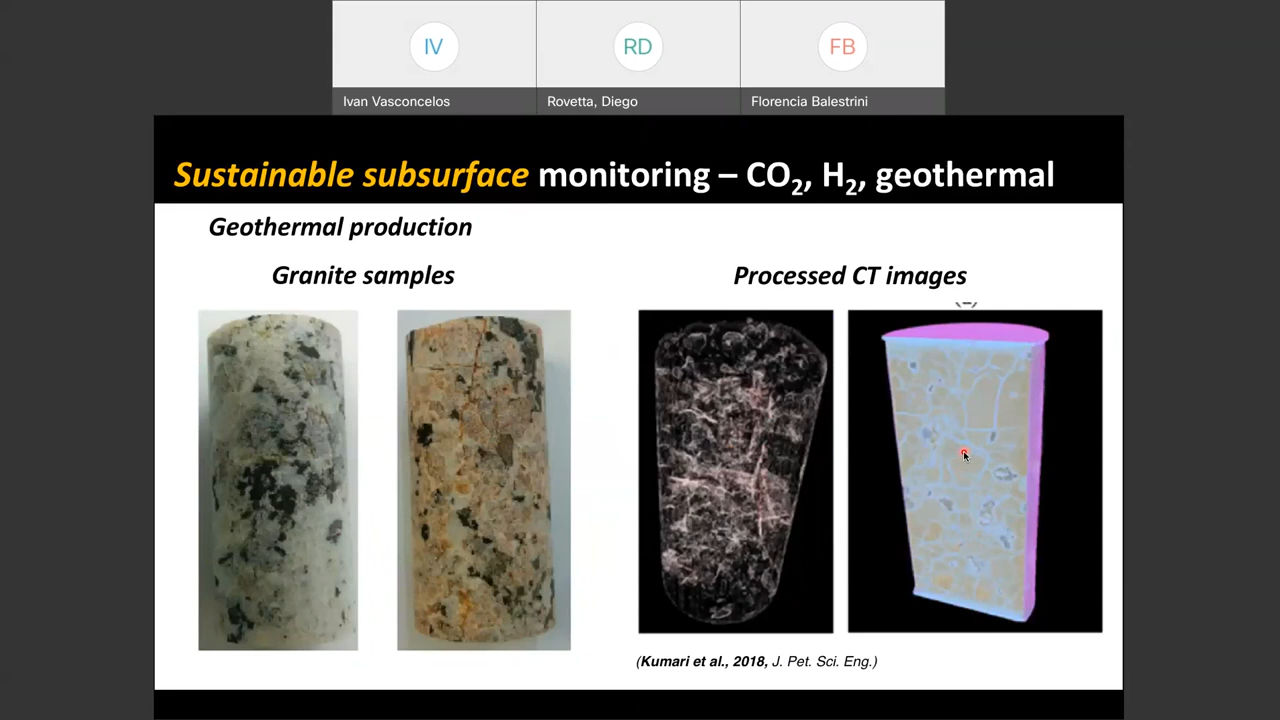 IV
RD
FB
Ivan Vasconcelos
Rovetta, Diego
Florencia Balestrini
Sustainable subsurface monitoring – CO₂, H₂, geothermal
Geothermal production
Granite samples
Processed CT images
(Kumari et al., 2018, J. Pet. Sci. Eng.)